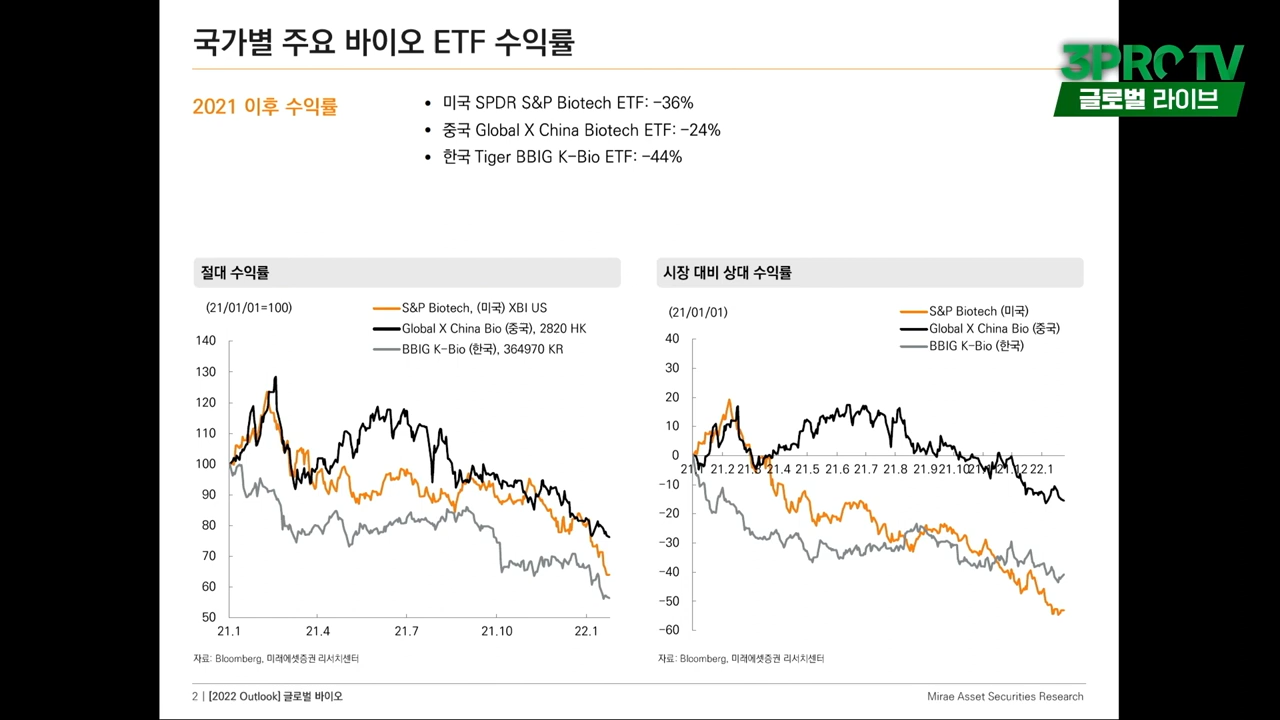 국가별 주요 바이오 ETF 수익률
3PRO TV
글로벌 라이브
2021 이후 수익률
• 미국 SPDR S&P Biotech ETF: -36%
• 중국 Global X China Biotech ETF: -24%
• 한국 Tiger BBIG K-Bio ETF: -44%
절대 수익률
(21/01/01=100)
S&P Biotech, (미국) XBI US
Global X China Bio (중국), 2820 HK
BBIG K-Bio (한국), 364970 KR
140
130
120
110
100
90
80
70
60
50
21.1 21.4 21.7 21.10 22.1
자료: Bloomberg, 미래에셋증권 리서치센터
시장 대비 상대 수익률
(21/01/01)
S&P Biotech (미국)
Global X China Bio (중국)
BBIG K-Bio (한국)
40
30
20
10
0
-10
-20
-30
-40
-50
-60
21.1 21.2 21.3 21.4 21.5 21.6 21.7 21.8 21.9 21.10 21.11 21.12 22.1
자료: Bloomberg, 미래에셋증권 리서치센터
2 | [2022 Outlook] 글로벌 바이오
Mirae Asset Securities Research